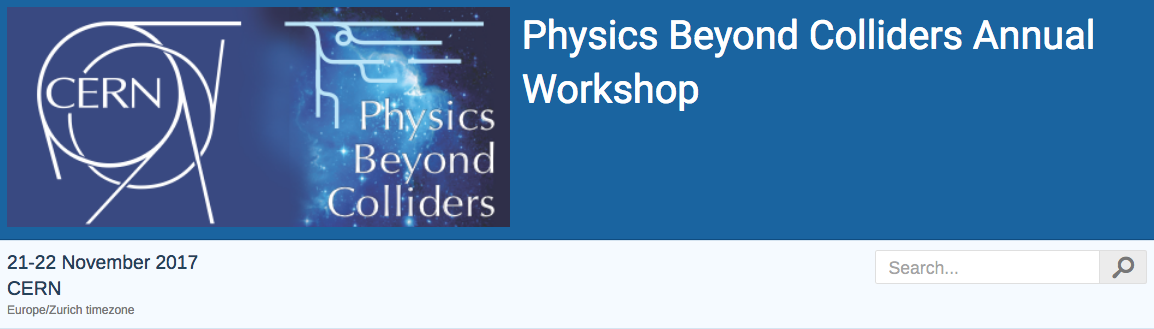 CERN
Physics
Beyond
Colliders
Physics Beyond Colliders Annual
Workshop
21-22 November 2017
CERN
Europe/Zurich timezone
Search...